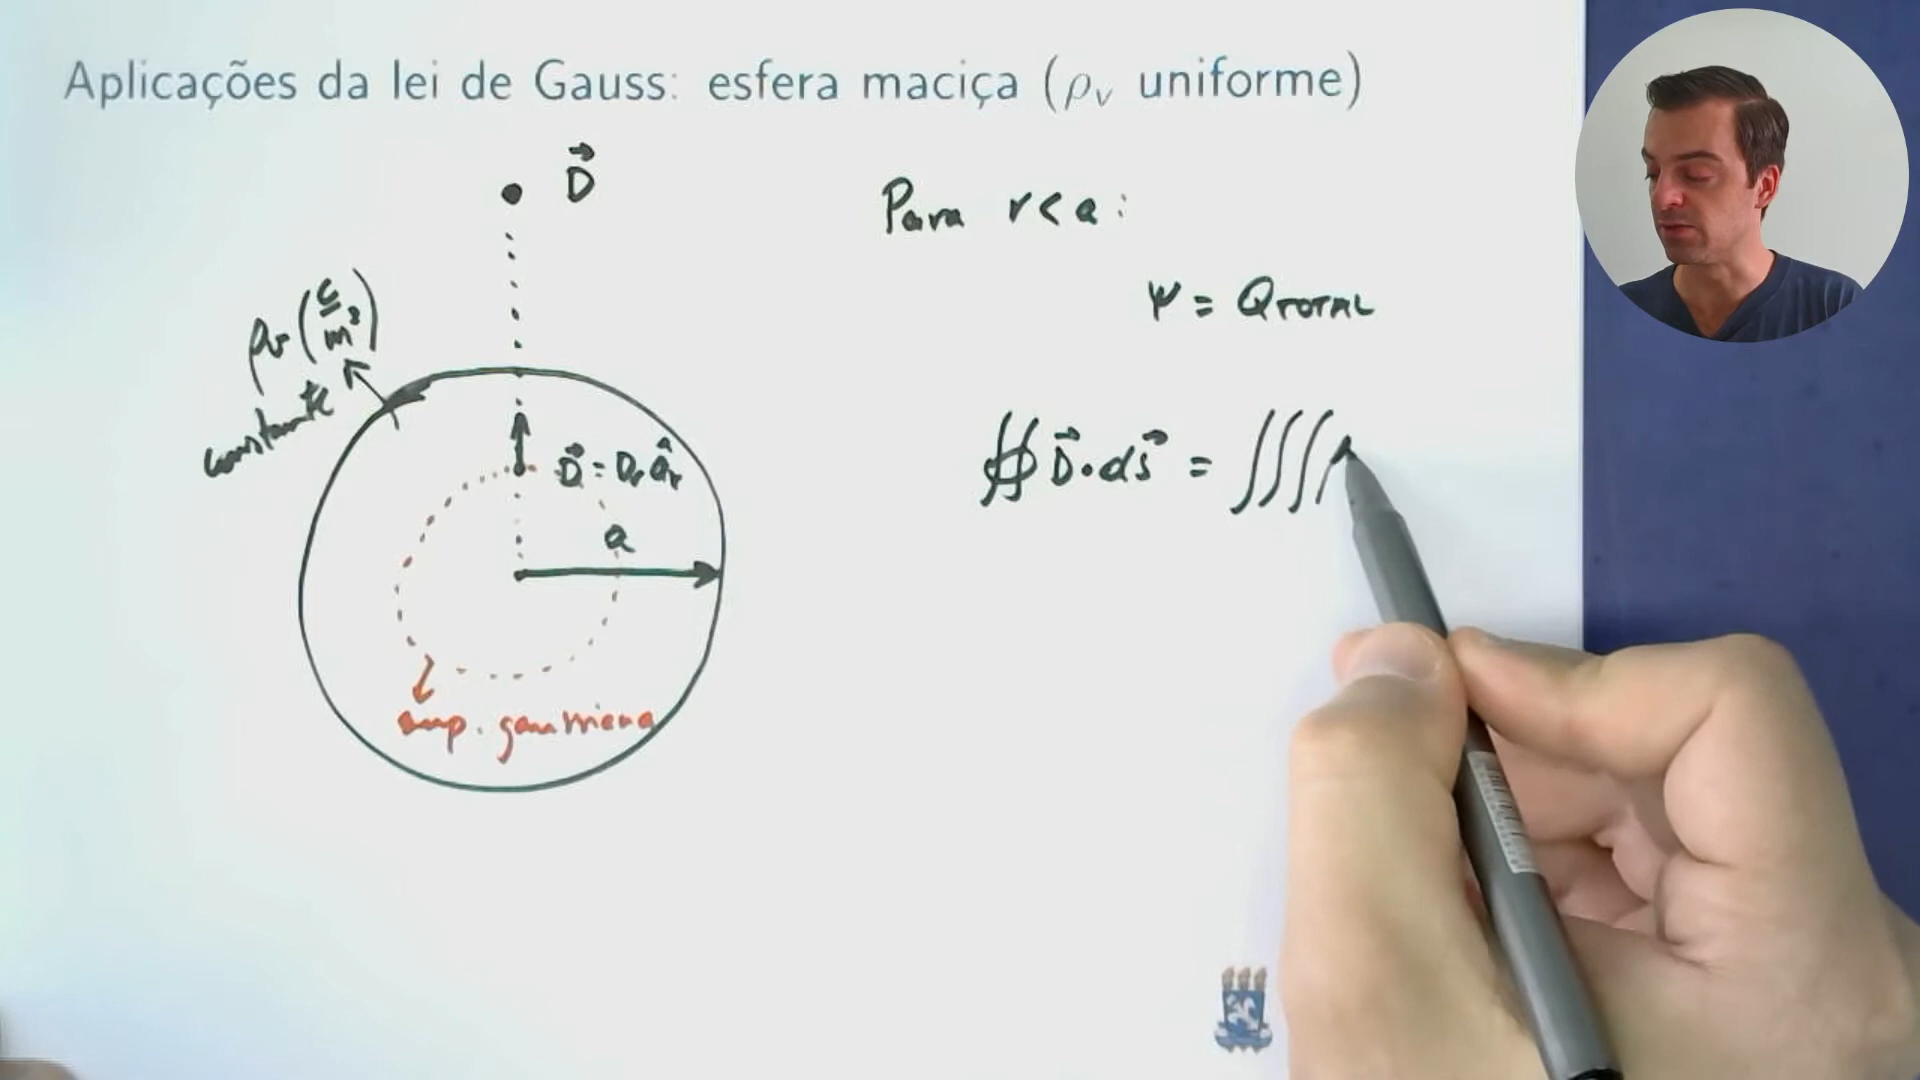 Aplicações da lei de Gauss: esfera maciça (ρᵥ uniforme)
D⃗
Para r < a :
ρᵥ (C/m³)
constante
Ψ = QTOTAL
D⃗ = Dᵣ âᵣ
∯ D⃗ · dS⃗ = ∭
a
sup. gaussiana